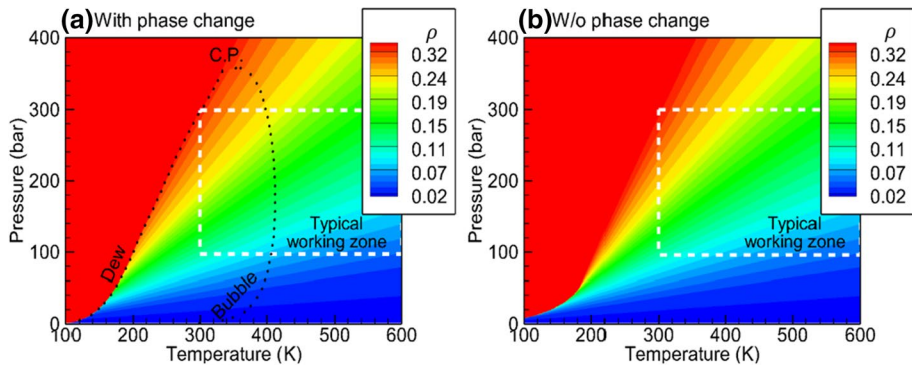 (a) With phase change
400
300
200
100
0
Pressure (bar)
100
200
300
400
500
600
Temperature (K)
C.P.
Dew
Bubble
Typical
working zone
ρ
0.32
0.24
0.19
0.15
0.11
0.07
0.02
(b) W/o phase change
400
300
200
100
0
Pressure (bar)
100
200
300
400
500
600
Temperature (K)
Typical
working zone
ρ
0.32
0.24
0.19
0.15
0.11
0.07
0.02